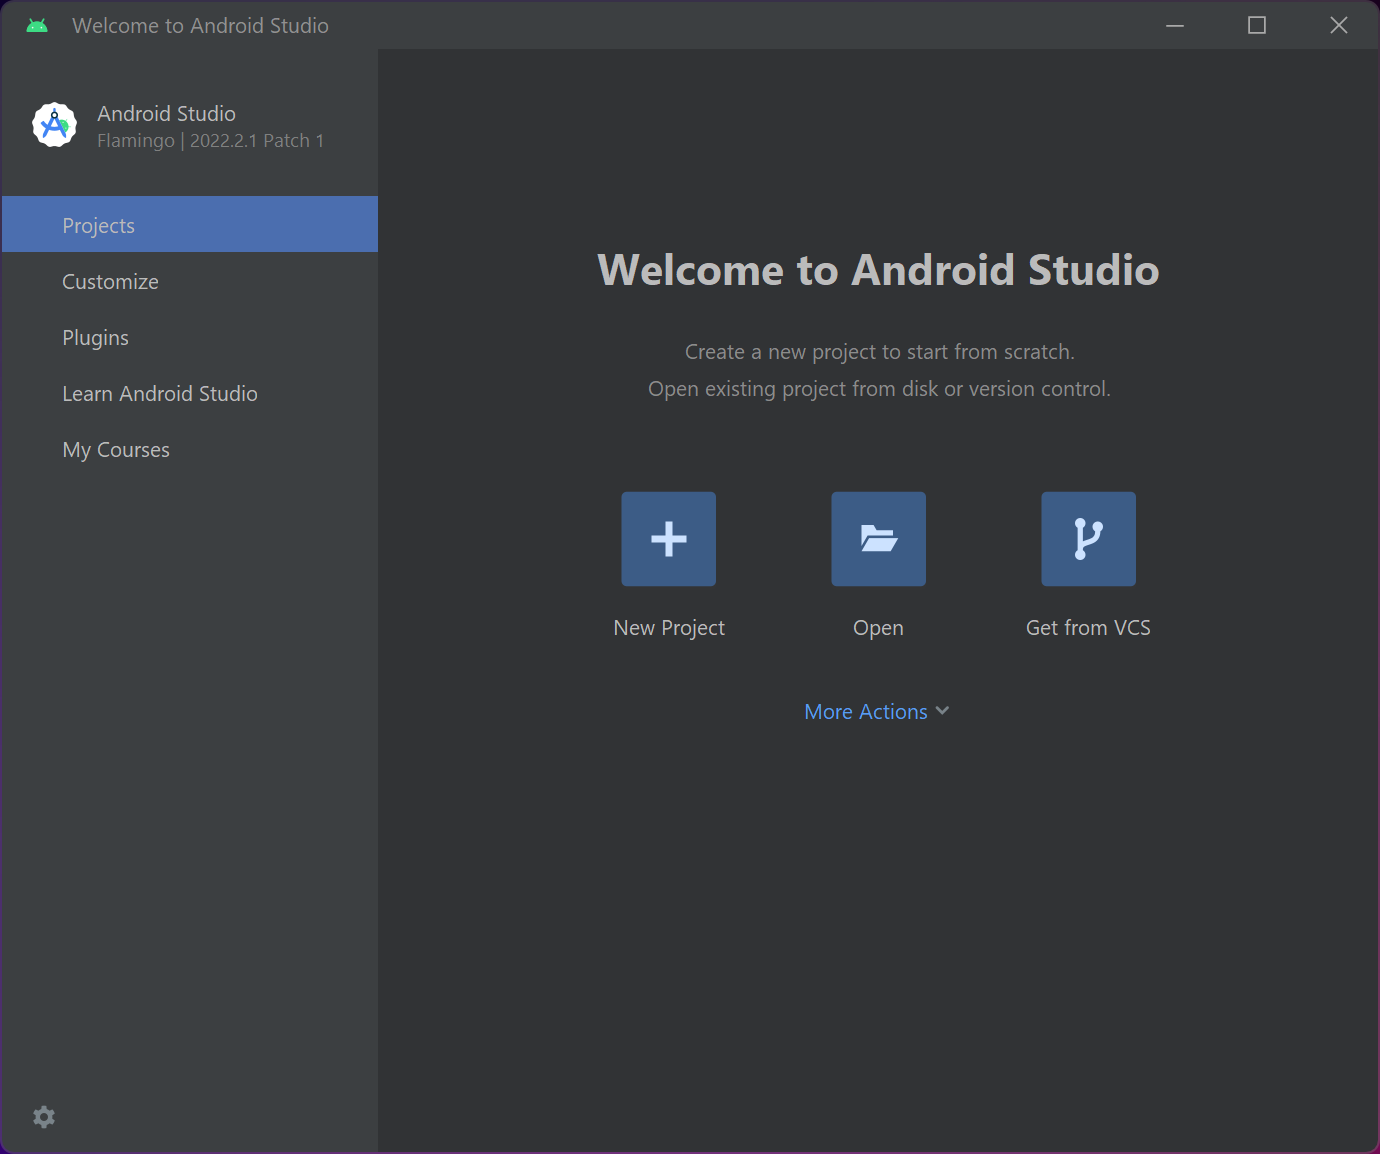 Welcome to Android Studio
Android Studio
Flamingo | 2022.2.1 Patch 1
Projects
Customize
Plugins
Learn Android Studio
My Courses
Welcome to Android Studio
Create a new project to start from scratch.
Open existing project from disk or version control.
New Project
Open
Get from VCS
More Actions